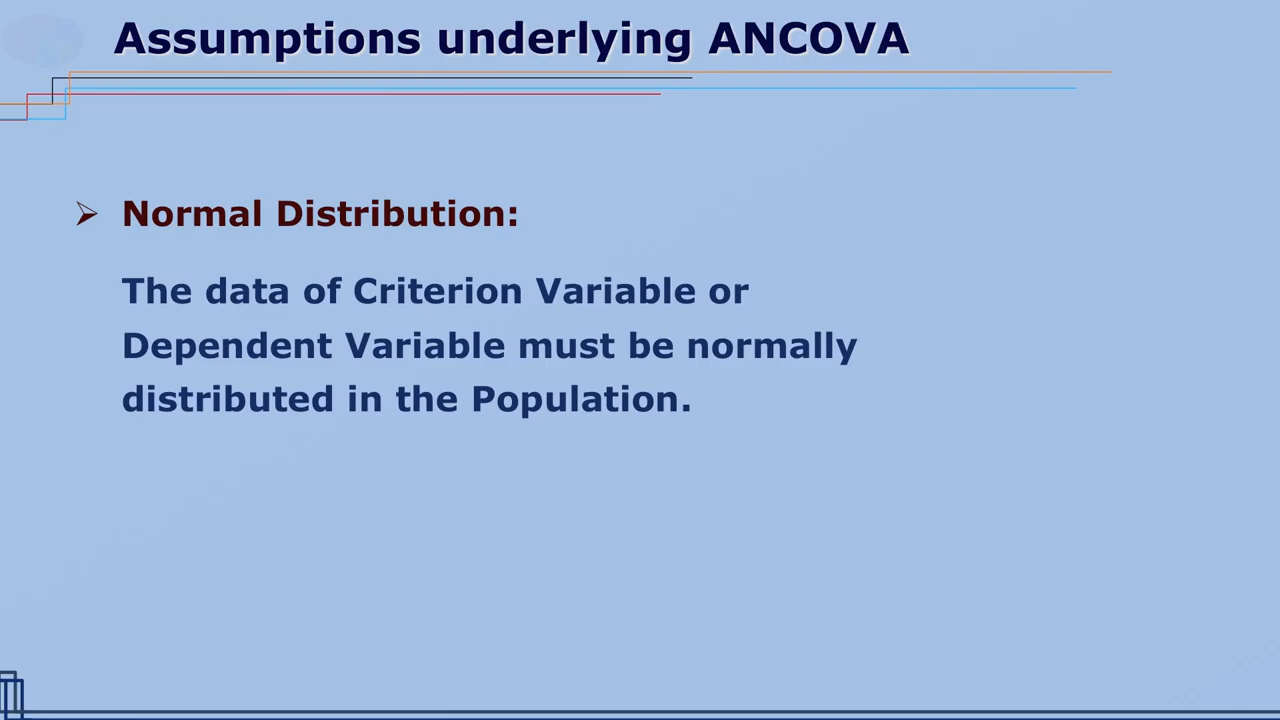 Assumptions underlying ANCOVA
Normal Distribution:
The data of Criterion Variable or
Dependent Variable must be normally
distributed in the Population.